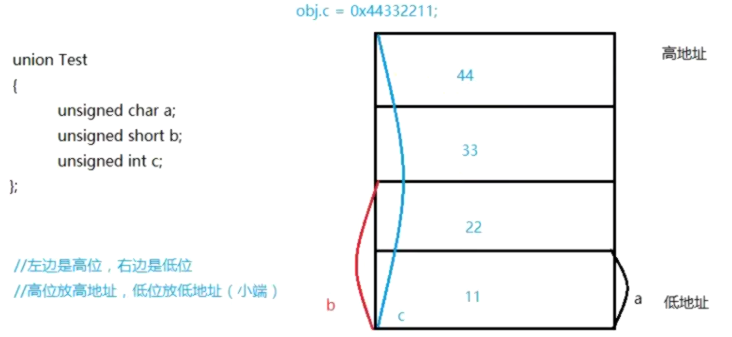 obj.c = 0x44332211;
union Test
{
unsigned char a;
unsigned short b;
unsigned int c;
};
//左边是高位，右边是低位
//高位放高地址，低位放低地址（小端）
高地址
44
33
22
11
b
c
a
低地址